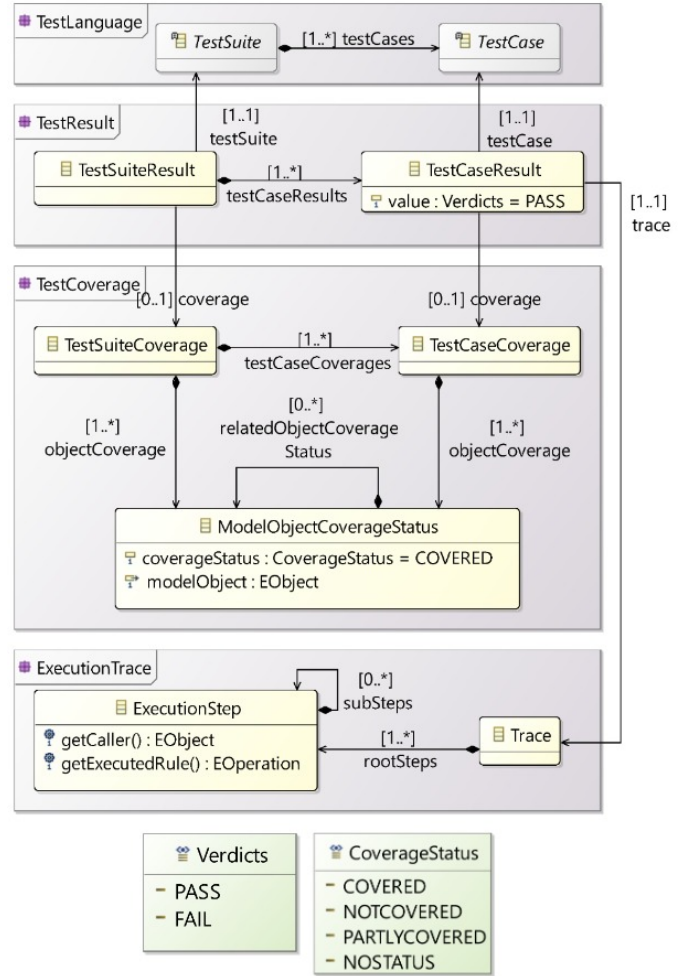 TestLanguage
TestSuite
[1..*] testCases
TestCase
[1..1]
testSuite
[1..1]
testCase
TestResult
TestSuiteResult
[1..*]
testCaseResults
TestCaseResult
value : Verdicts = PASS
[1..1]
trace
TestCoverage
[0..1] coverage
[0..1] coverage
TestSuiteCoverage
[1..*]
testCaseCoverages
TestCaseCoverage
[1..*]
objectCoverage
[0..*]
relatedObjectCoverage
Status
[1..*]
objectCoverage
ModelObjectCoverageStatus
coverageStatus : CoverageStatus = COVERED
modelObject : EObject
ExecutionTrace
ExecutionStep
getCaller() : EObject
getExecutedRule() : EOperation
[0..*]
subSteps
[1..*]
rootSteps
Trace
Verdicts
PASS
FAIL
CoverageStatus
COVERED
NOTCOVERED
PARTLYCOVERED
NOSTATUS